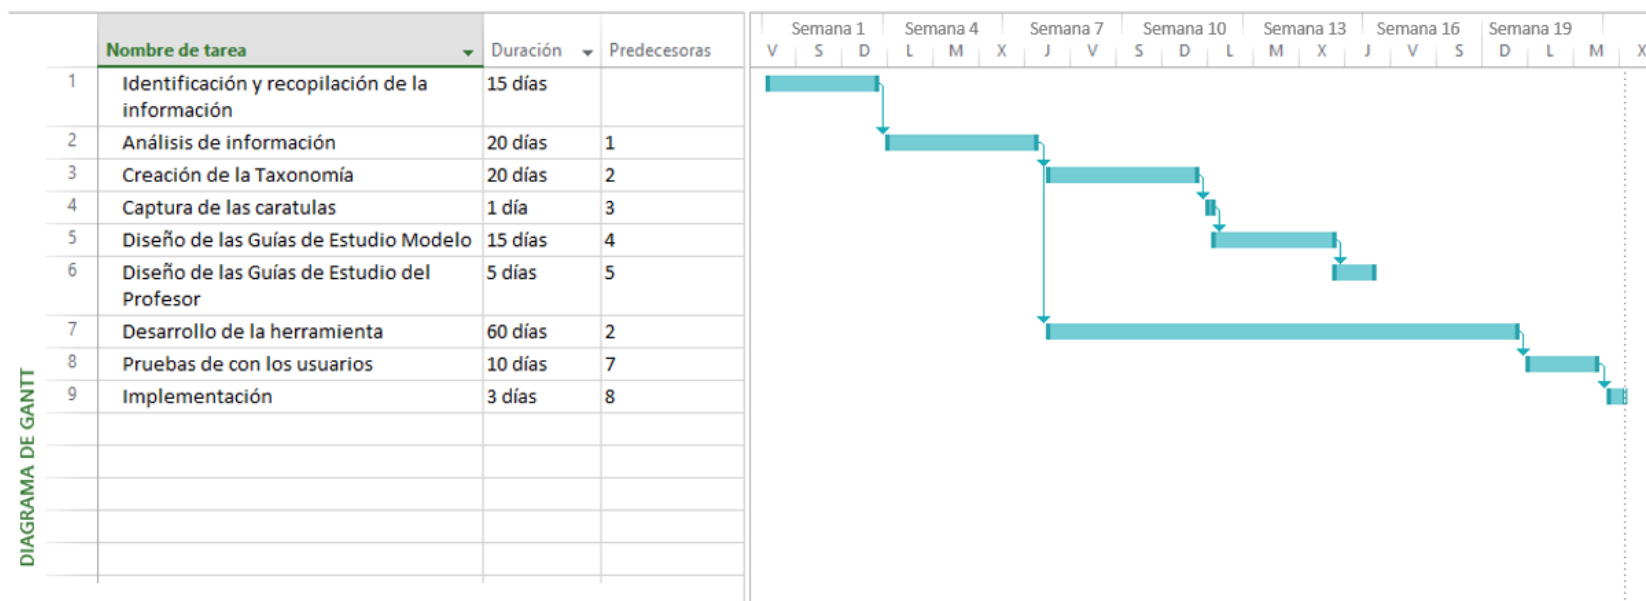 Semana 1 Semana 4 Semana 7 Semana 10 Semana 13 Semana 16 Semana 19
Nombre de tarea Duración Predecesoras V S D L M X J V S D L M X J V S D L M X
1 Identificación y recopilación de la información 15 días
2 Análisis de información 20 días 1
3 Creación de la Taxonomía 20 días 2
4 Captura de las caratulas 1 día 3
5 Diseño de las Guías de Estudio Modelo 15 días 4
6 Diseño de las Guías de Estudio del Profesor 5 días 5
7 Desarrollo de la herramienta 60 días 2
8 Pruebas de con los usuarios 10 días 7
9 Implementación 3 días 8
DIAGRAMA DE GANTT